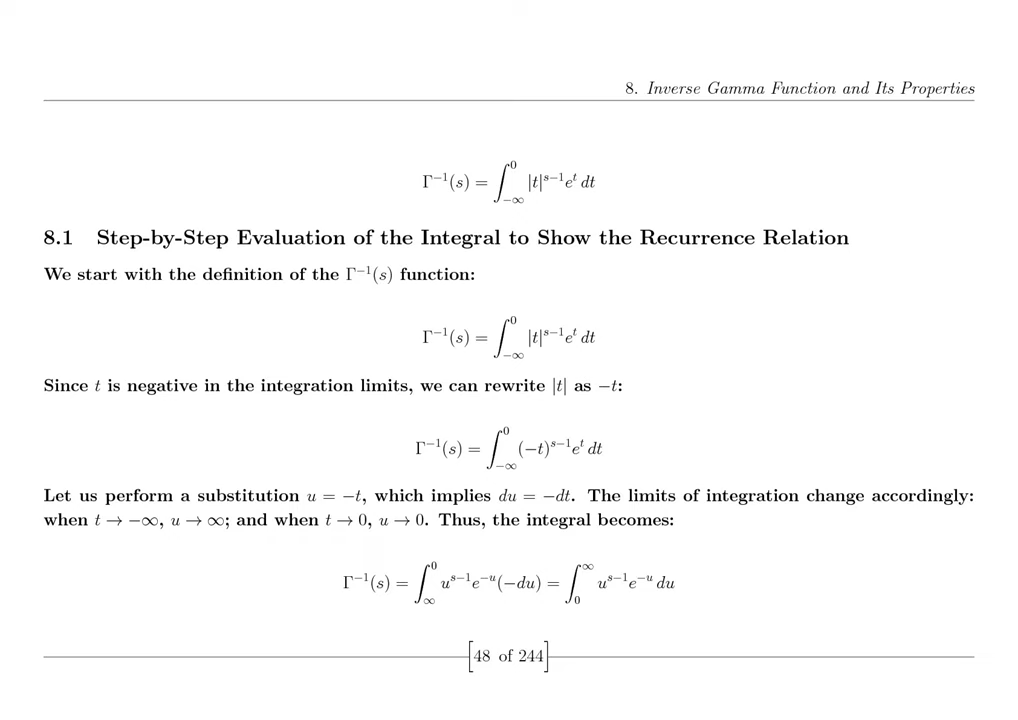 8. Inverse Gamma Function and Its Properties
Γ⁻¹(s) = ∫_{−∞}^{0} |t|^{s−1} e^t dt
8.1 Step-by-Step Evaluation of the Integral to Show the Recurrence Relation
We start with the definition of the Γ⁻¹(s) function:
Γ⁻¹(s) = ∫_{−∞}^{0} |t|^{s−1} e^t dt
Since t is negative in the integration limits, we can rewrite |t| as −t:
Γ⁻¹(s) = ∫_{−∞}^{0} (−t)^{s−1} e^t dt
Let us perform a substitution u = −t, which implies du = −dt. The limits of integration change accordingly:
when t → −∞, u → ∞; and when t → 0, u → 0. Thus, the integral becomes:
Γ⁻¹(s) = ∫_{∞}^{0} u^{s−1} e^{−u} (−du) = ∫_{0}^{∞} u^{s−1} e^{−u} du
[48 of 244]